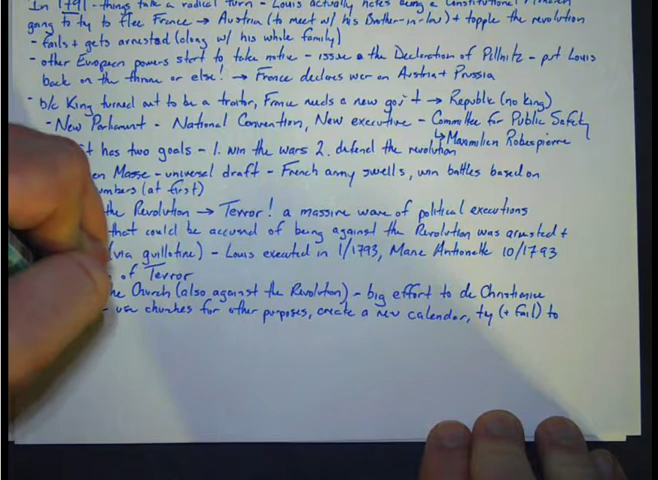 In 1791 - things take a radical turn - Louis actually hates being a constitutional
going to try to flee France → Austria (to meet w/ his Brother-in-law) + topple the revolution
- fails + gets arrested (along w/ his whole family)
- other European powers start to take notice - issue the Declaration of Pillnitz - put Louis
back on the throne or else! → France declares war on Austria + Prussia
- b/c King turned out to be a traitor, France needs a new gov't → Republic (no king)
- New Parliament - National Convention, New executive - Committee for Public Safety
↳ Maximilien Robespierre
t has two goals - 1. win the wars 2. defend the revolution
en Masse - universal draft - French army swells, win battles based on
umbers (at first)
the Revolution → Terror! a massive wave of political executions
that could be accused of being against the Revolution was arrested +
(via guillotine) - Louis executed in 1/1793, Marie Antionette 10/1793
of Terror
he Church (also against the Revolution) - big effort to de Christianize
- use churches for other purposes, create a new calendar, try (+ fail) to